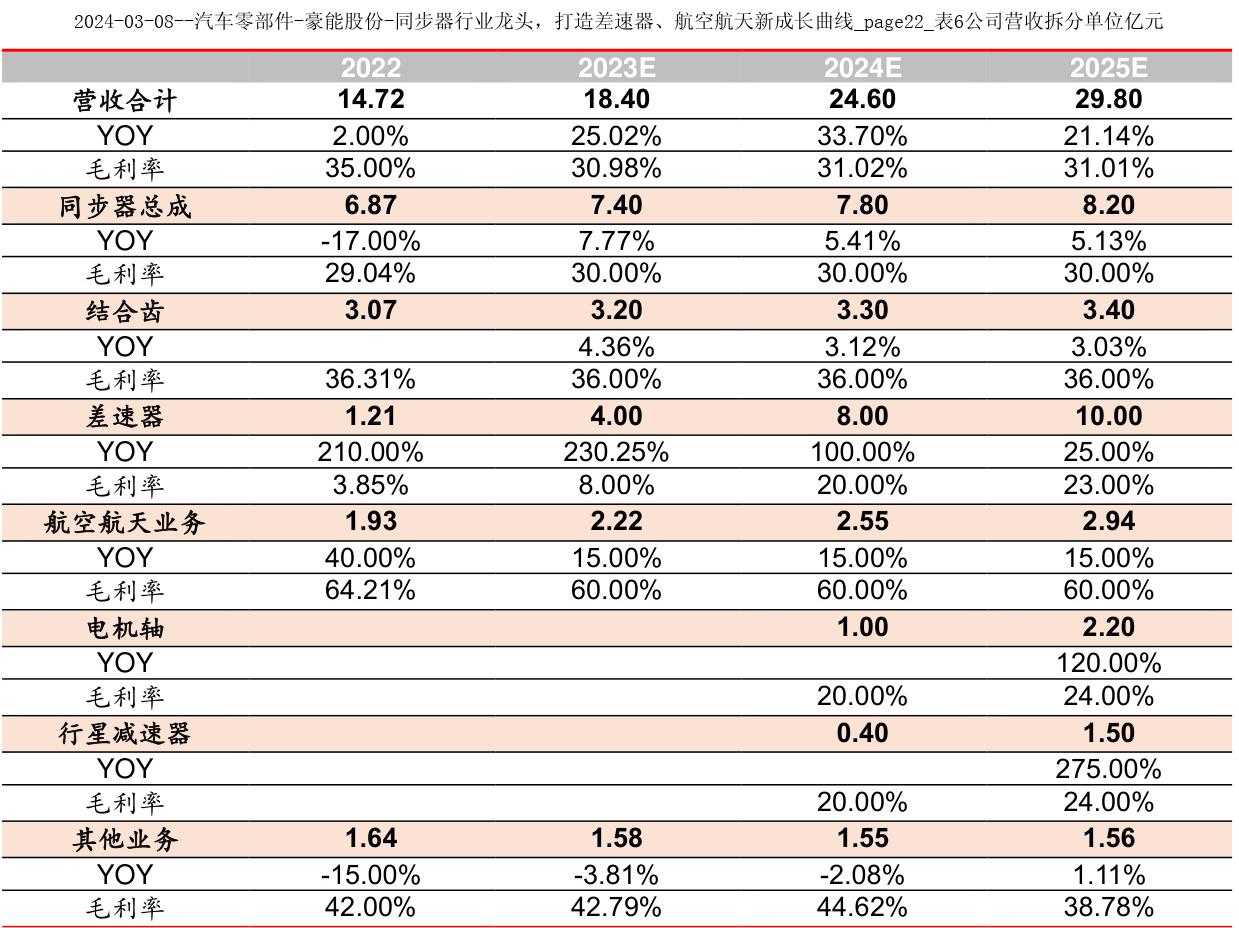 2024-03-08--汽车零部件-豪能股份-同步器行业龙头，打造差速器、航空航天新成长曲线_page22_表6公司营收拆分单位亿元
2022 2023E 2024E 2025E
营收合计 14.72 18.40 24.60 29.80
YOY 2.00% 25.02% 33.70% 21.14%
毛利率 35.00% 30.98% 31.02% 31.01%
同步器总成 6.87 7.40 7.80 8.20
YOY -17.00% 7.77% 5.41% 5.13%
毛利率 29.04% 30.00% 30.00% 30.00%
结合齿 3.07 3.20 3.30 3.40
YOY 4.36% 3.12% 3.03%
毛利率 36.31% 36.00% 36.00% 36.00%
差速器 1.21 4.00 8.00 10.00
YOY 210.00% 230.25% 100.00% 25.00%
毛利率 3.85% 8.00% 20.00% 23.00%
航空航天业务 1.93 2.22 2.55 2.94
YOY 40.00% 15.00% 15.00% 15.00%
毛利率 64.21% 60.00% 60.00% 60.00%
电机轴 1.00 2.20
YOY 120.00%
毛利率 20.00% 24.00%
行星减速器 0.40 1.50
YOY 275.00%
毛利率 20.00% 24.00%
其他业务 1.64 1.58 1.55 1.56
YOY -15.00% -3.81% -2.08% 1.11%
毛利率 42.00% 42.79% 44.62% 38.78%